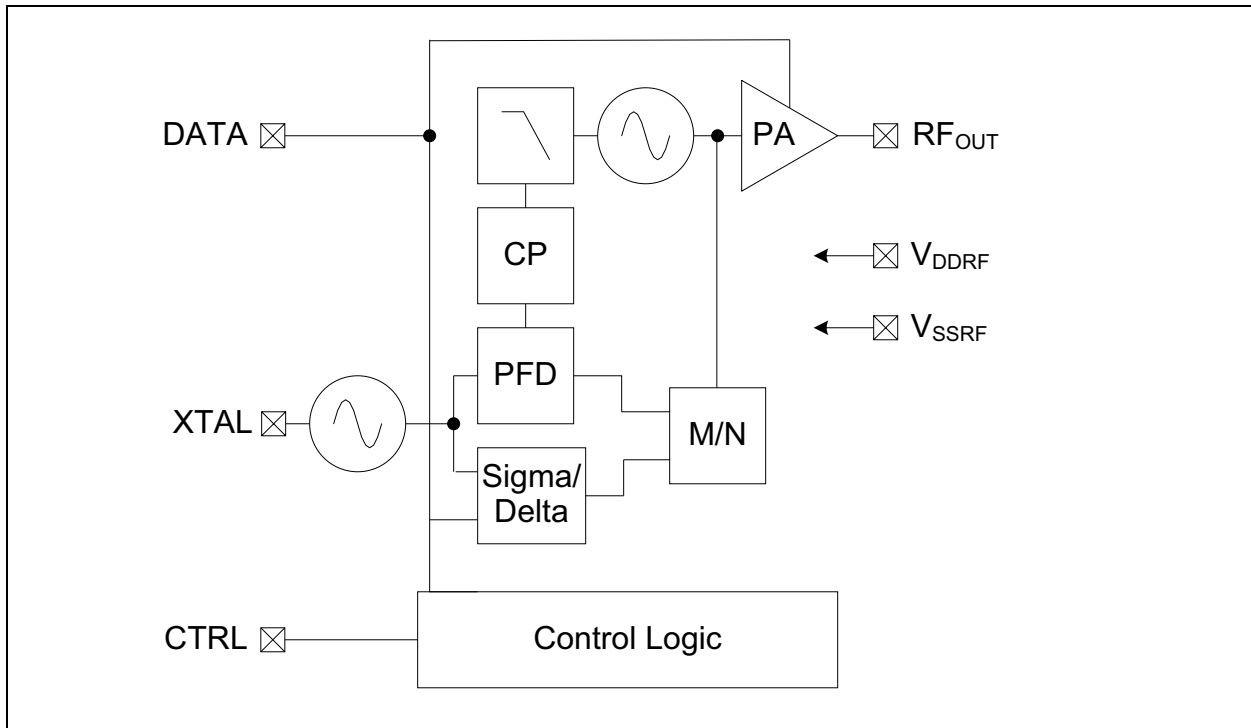 DATA
PA
RFOUT
CP
VDDRF
VSSRF
PFD
XTAL
M/N
Sigma/
Delta
CTRL
Control Logic